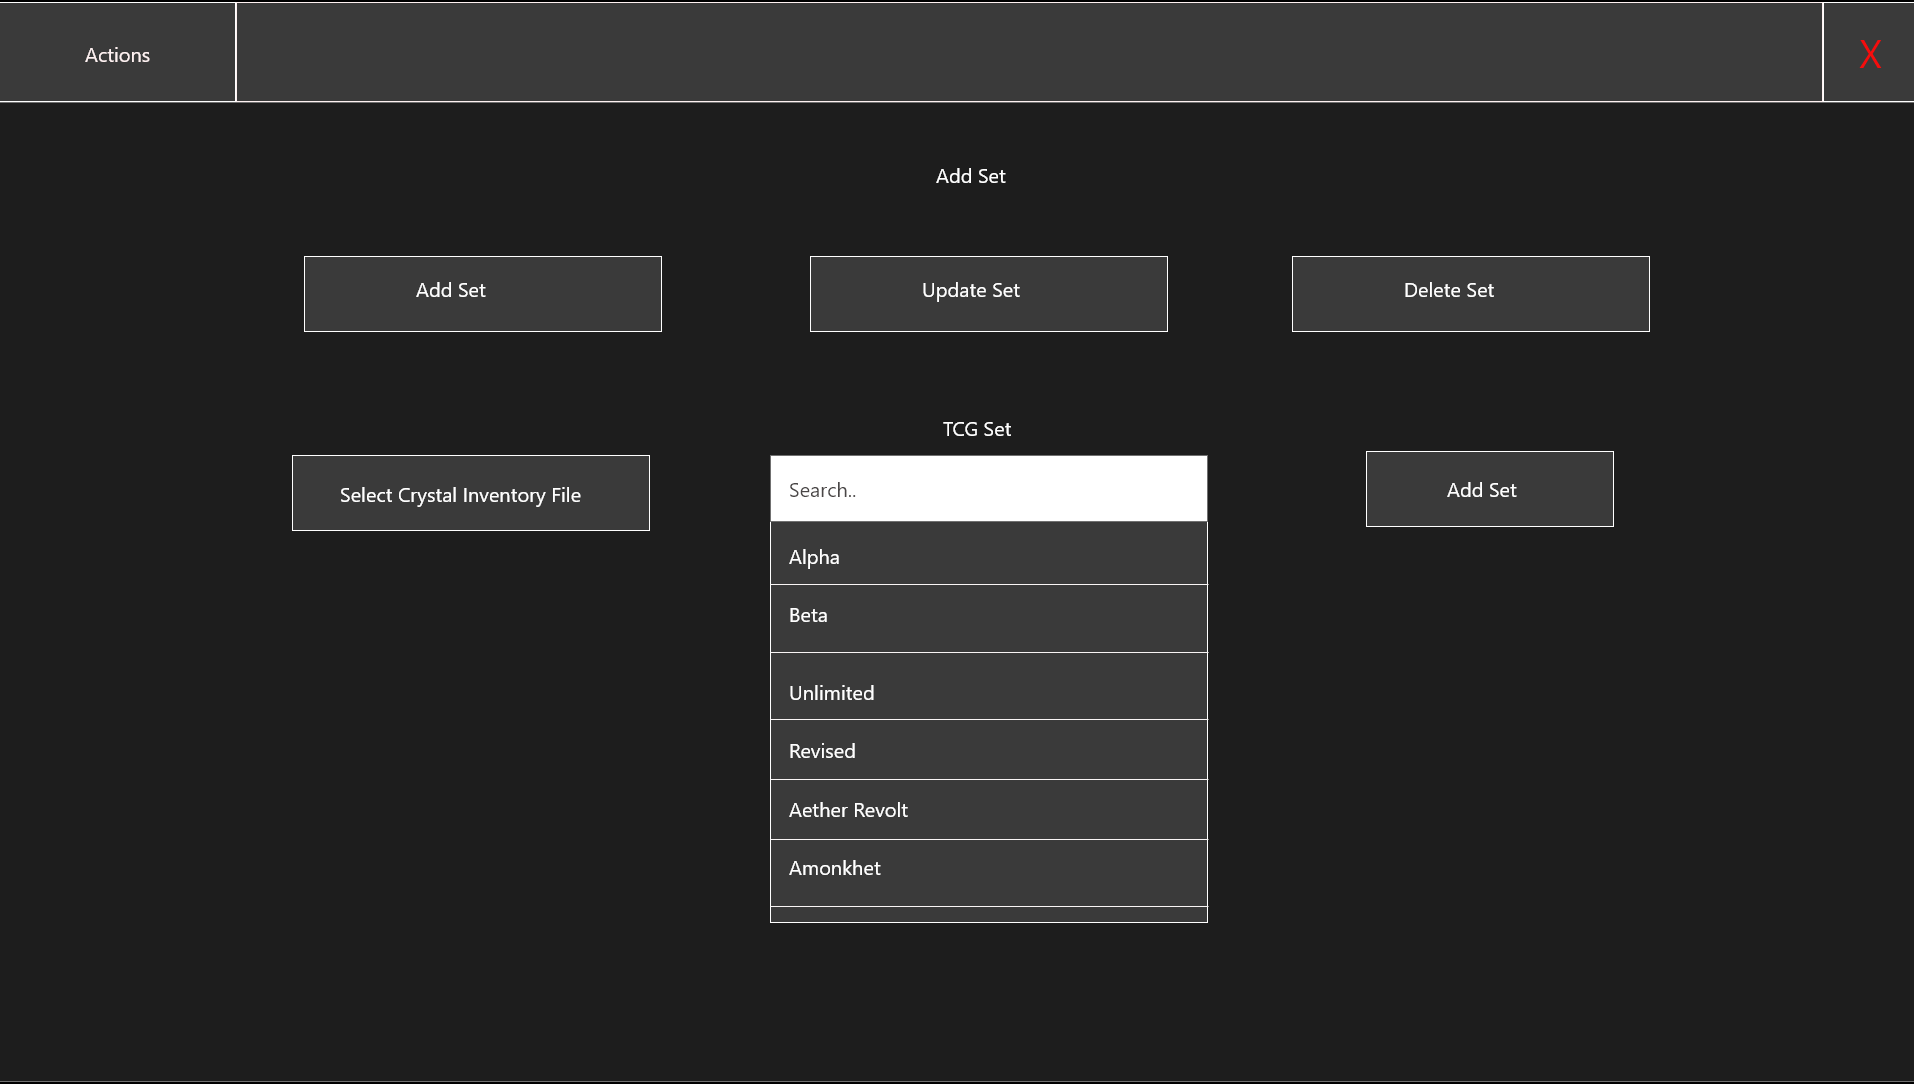 Actions
X
Add Set
Add Set
Update Set
Delete Set
TCG Set
Select Crystal Inventory File
Search..
Add Set
Alpha
Beta
Unlimited
Revised
Aether Revolt
Amonkhet